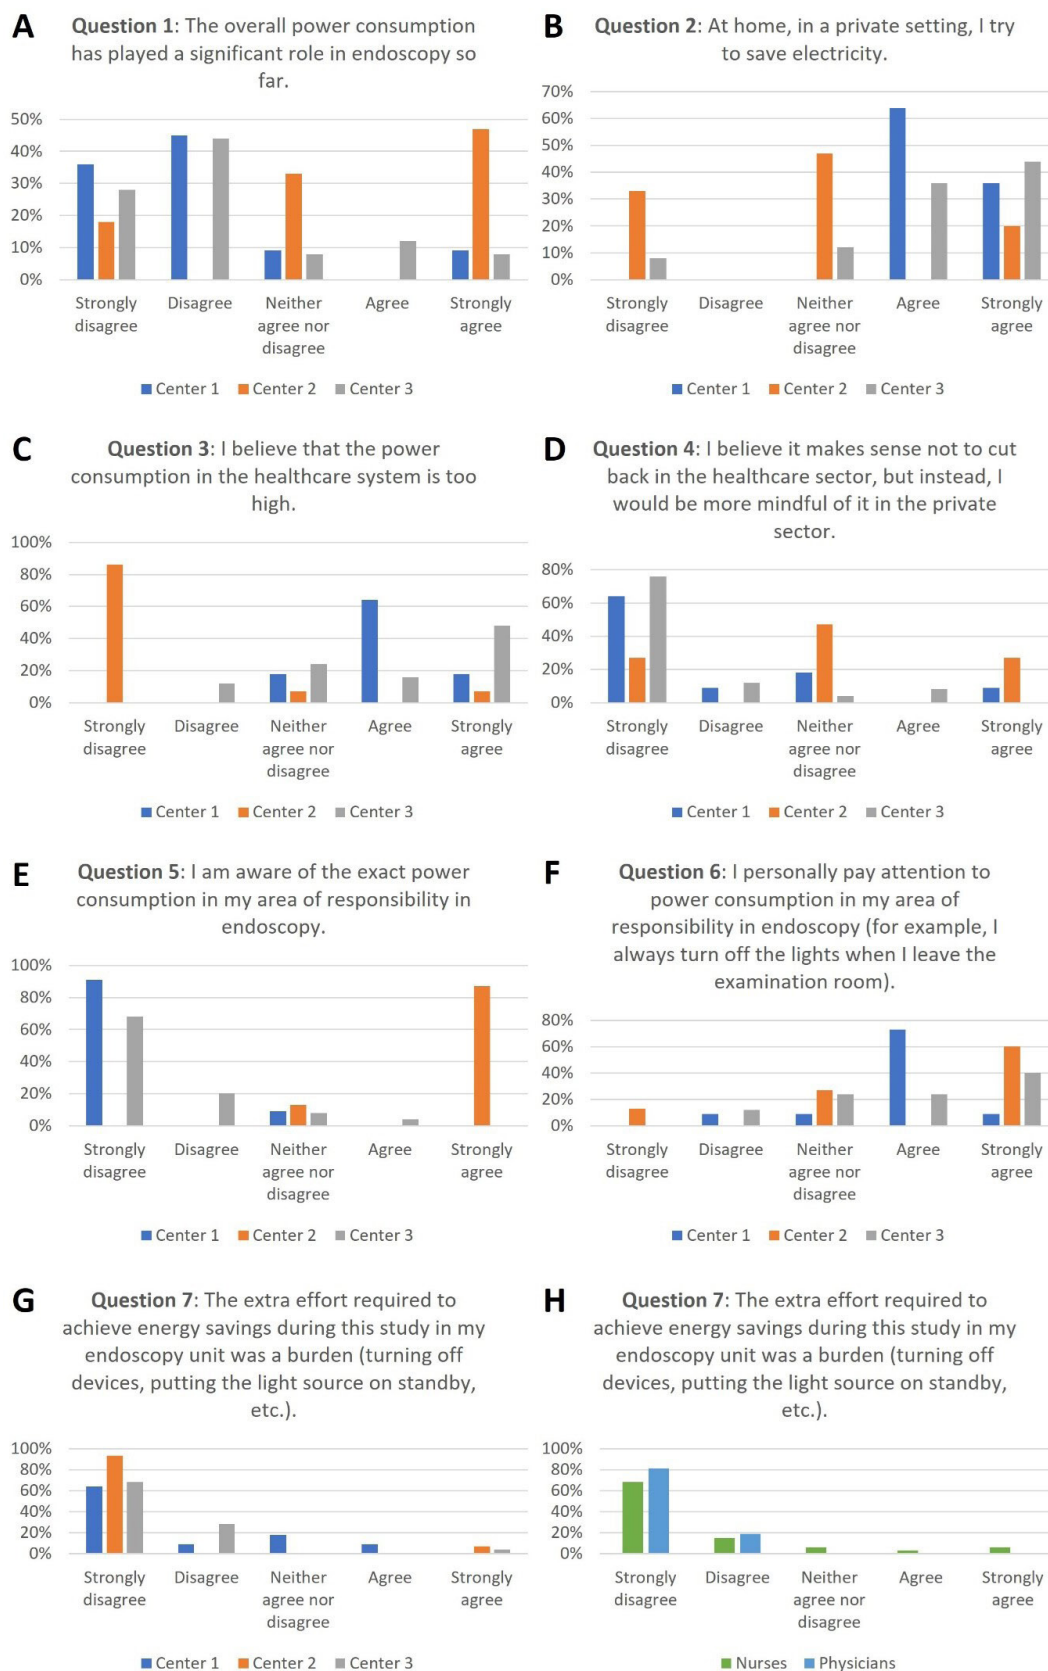 A
Question 1: The overall power consumption
has played a significant role in endoscopy so
far.
50%
40%
30%
20%
10%
0%
Strongly disagree
Disagree
Neither agree nor disagree
Agree
Strongly agree
Center 1 Center 2 Center 3
B
Question 2: At home, in a private setting, I try
to save electricity.
70%
60%
50%
40%
30%
20%
10%
0%
Strongly disagree
Disagree
Neither agree nor disagree
Agree
Strongly agree
Center 1 Center 2 Center 3
C
Question 3: I believe that the power
consumption in the healthcare system is too
high.
100%
80%
60%
40%
20%
0%
Strongly disagree
Disagree
Neither agree nor disagree
Agree
Strongly agree
Center 1 Center 2 Center 3
D
Question 4: I believe it makes sense not to cut
back in the healthcare sector, but instead, I
would be more mindful of it in the private
sector.
80%
60%
40%
20%
0%
Strongly disagree
Disagree
Neither agree nor disagree
Agree
Strongly agree
Center 1 Center 2 Center 3
E
Question 5: I am aware of the exact power
consumption in my area of responsibility in
endoscopy.
100%
80%
60%
40%
20%
0%
Strongly disagree
Disagree
Neither agree nor disagree
Agree
Strongly agree
Center 1 Center 2 Center 3
F
Question 6: I personally pay attention to
power consumption in my area of
responsibility in endoscopy (for example, I
always turn off the lights when I leave the
examination room).
80%
60%
40%
20%
0%
Strongly disagree
Disagree
Neither agree nor disagree
Agree
Strongly agree
Center 1 Center 2 Center 3
G
Question 7: The extra effort required to
achieve energy savings during this study in my
endoscopy unit was a burden (turning off
devices, putting the light source on standby,
etc.).
100%
80%
60%
40%
20%
0%
Strongly disagree
Disagree
Neither agree nor disagree
Agree
Strongly agree
Center 1 Center 2 Center 3
H
Question 7: The extra effort required to
achieve energy savings during this study in my
endoscopy unit was a burden (turning off
devices, putting the light source on standby,
etc.).
100%
80%
60%
40%
20%
0%
Strongly disagree
Disagree
Neither agree nor disagree
Agree
Strongly agree
Nurses Physicians